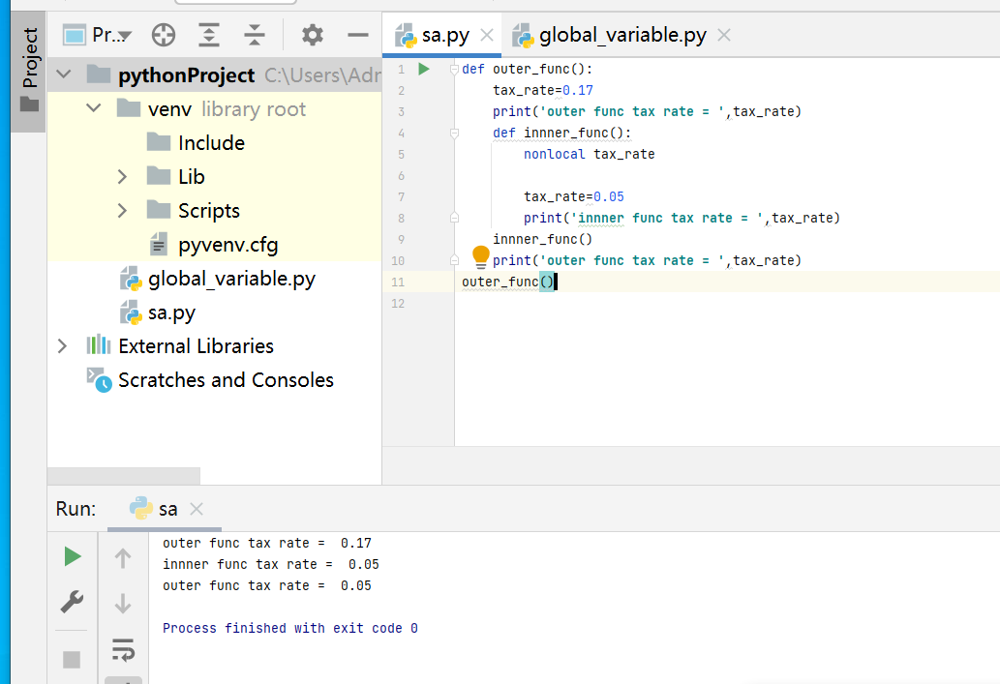 Project
Pr...
sa.py
global_variable.py
pythonProject C:\Users\Adr
venv library root
Include
Lib
Scripts
pyvenv.cfg
global_variable.py
sa.py
External Libraries
Scratches and Consoles
1 def outer_func():
2 tax_rate=0.17
3 print('outer func tax rate = ',tax_rate)
4 def innner_func():
5 nonlocal tax_rate
6
7 tax_rate=0.05
8 print('innner func tax rate = ',tax_rate)
9 innner_func()
10 print('outer func tax rate = ',tax_rate)
11 outer_func()
12
Run: sa
outer func tax rate =  0.17
innner func tax rate =  0.05
outer func tax rate =  0.05
Process finished with exit code 0